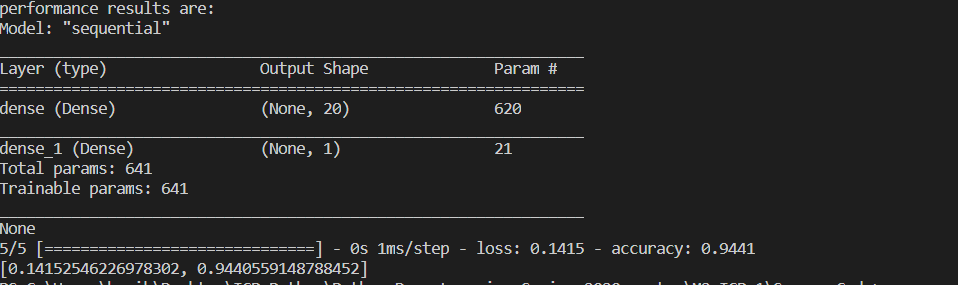 performance results are:
Model: "sequential"
Layer (type) Output Shape Param #
=================================================================
dense (Dense) (None, 20) 620
dense_1 (Dense) (None, 1) 21
Total params: 641
Trainable params: 641
None
5/5 [==============================] - 0s 1ms/step - loss: 0.1415 - accuracy: 0.9441
[0.14152546226978302, 0.9440559148788452]